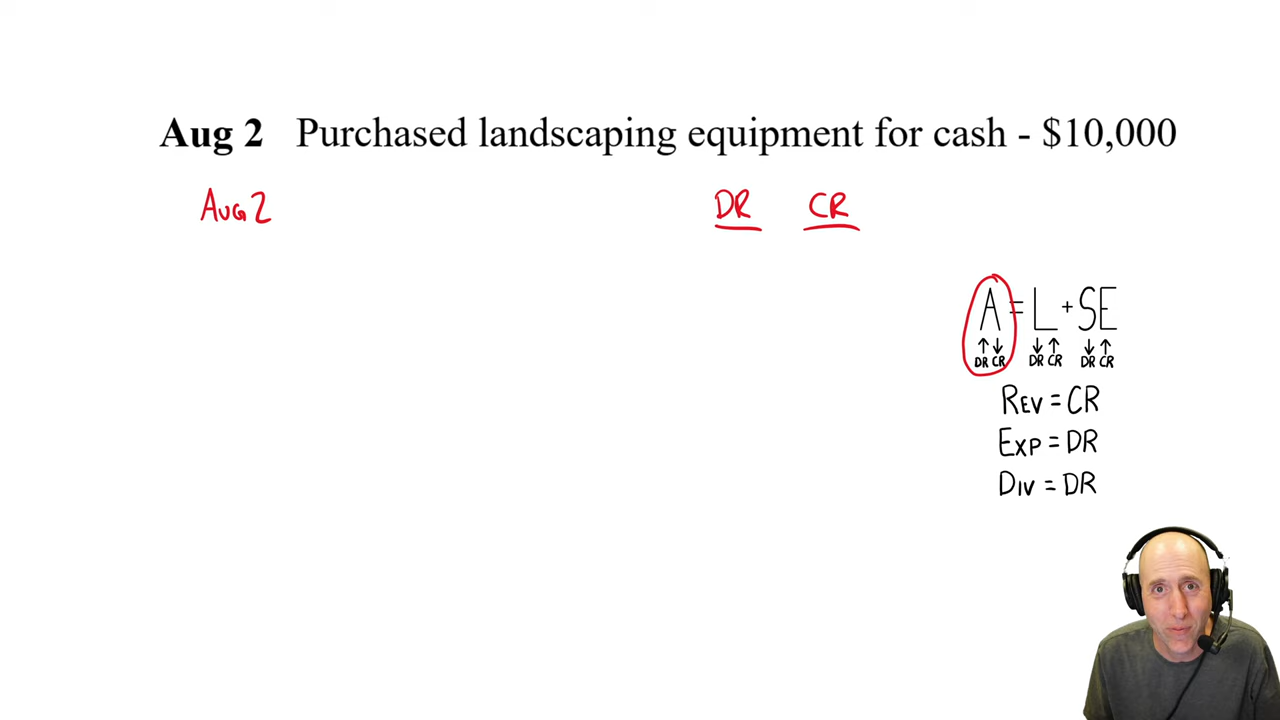 Aug 2 Purchased landscaping equipment for cash - $10,000
Aug 2 DR CR
A = L + SE
↑ ↓ ↓ ↑ ↓ ↑
DR CR DR CR DR CR
REV = CR
EXP = DR
DIV = DR